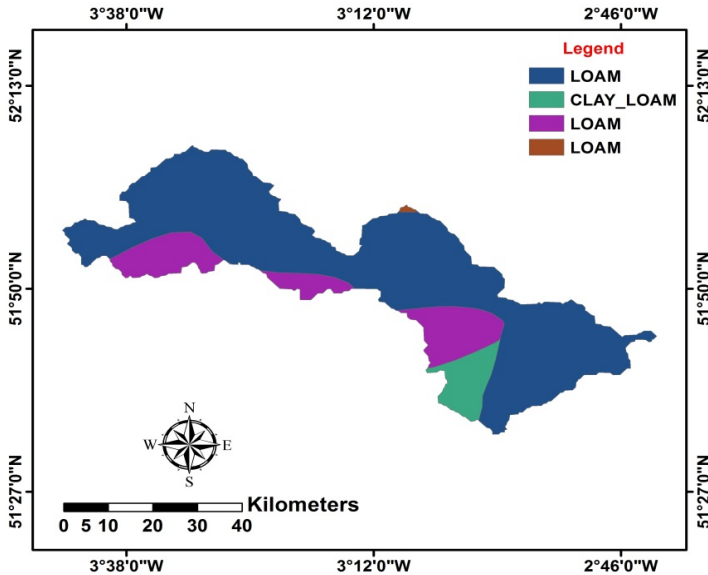 3°38'0"W 3°12'0"W 2°46'0"W
Legend
LOAM
CLAY_LOAM
LOAM
LOAM
52°13'0"N 52°13'0"N
51°50'0"N 51°50'0"N
51°27'0"N 51°27'0"N
N
W E
S
Kilometers
0 5 10 20 30 40
3°38'0"W 3°12'0"W 2°46'0"W